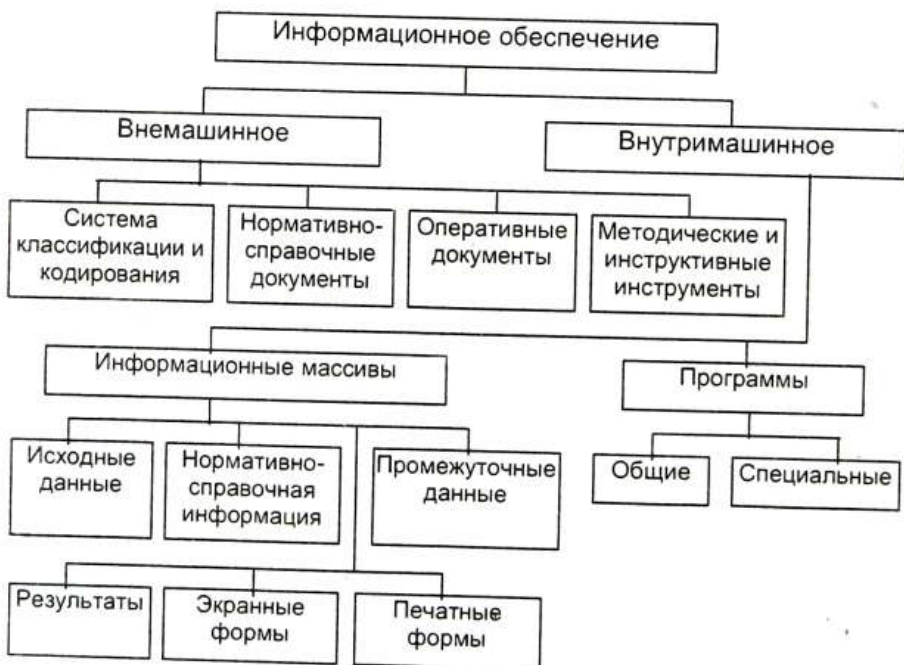 Информационное обеспечение
Внемашинное
Внутримашинное
Система
классификации и
кодирования
Нормативно-
справочные
документы
Оперативные
документы
Методические и
инструктивные
инструменты
Информационные массивы
Программы
Исходные
данные
Нормативно-
справочная
информация
Промежуточные
данные
Общие
Специальные
Результаты
Экранные
формы
Печатные
формы